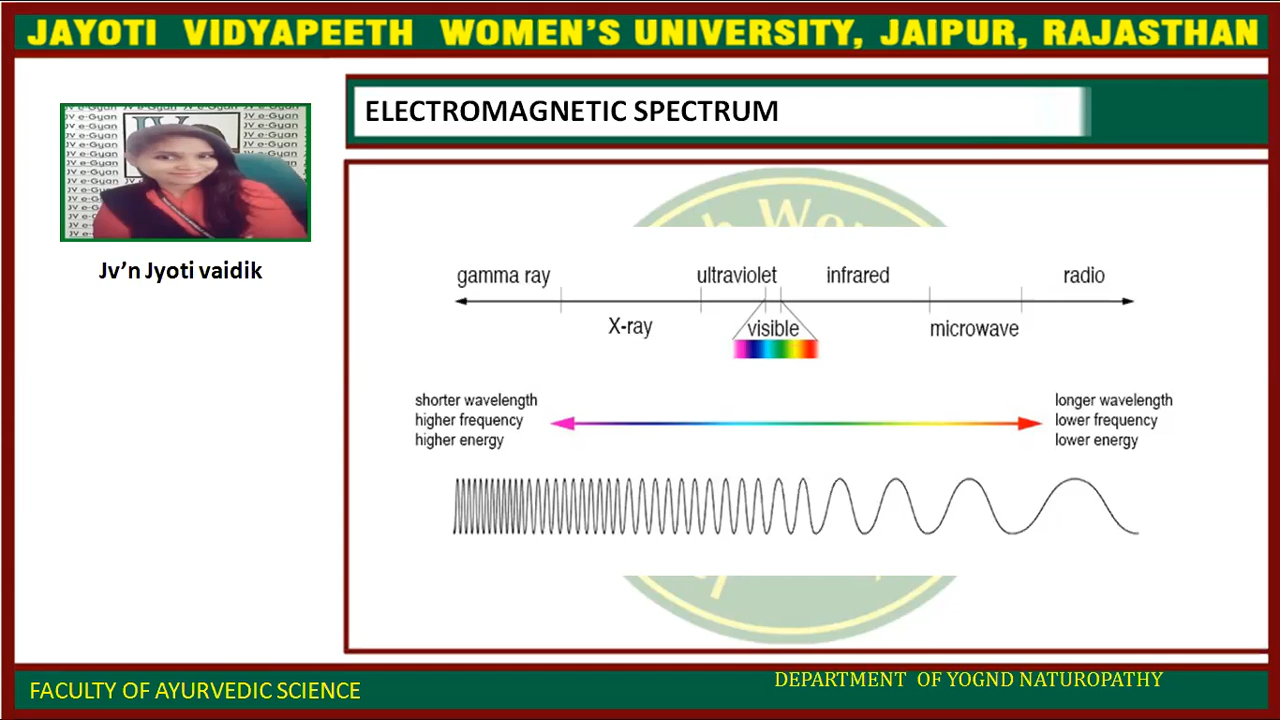 JAYOTI VIDYAPEETH WOMEN'S UNIVERSITY, JAIPUR, RAJASTHAN
ELECTROMAGNETIC SPECTRUM
JV e-Gyan
Jv'n Jyoti vaidik
gamma ray
ultraviolet
infrared
radio
X-ray
visible
microwave
shorter wavelength
higher frequency
higher energy
longer wavelength
lower frequency
lower energy
FACULTY OF AYURVEDIC SCIENCE
DEPARTMENT OF YOGND NATUROPATHY